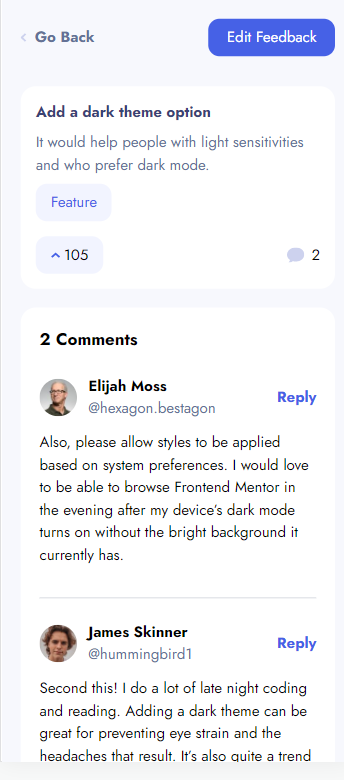 Go Back
Edit Feedback
Add a dark theme option
It would help people with light sensitivities
and who prefer dark mode.
Feature
105
2
2 Comments
Elijah Moss
@hexagon.bestagon
Reply
Also, please allow styles to be applied
based on system preferences. I would love
to be able to browse Frontend Mentor in
the evening after my device’s dark mode
turns on without the bright background it
currently has.
James Skinner
@hummingbird1
Reply
Second this! I do a lot of late night coding
and reading. Adding a dark theme can be
great for preventing eye strain and the
headaches that result. It’s also quite a trend